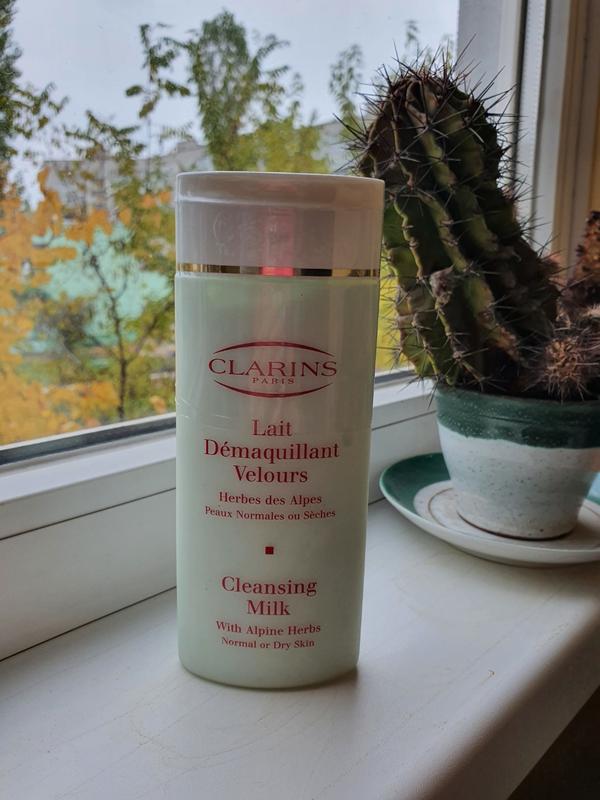 CLARINS
PARIS
Lait
Démaquillant
Velours
Herbes des Alpes
Peaux Normales ou Sèches
Cleansing
Milk
With Alpine Herbs
Normal or Dry Skin